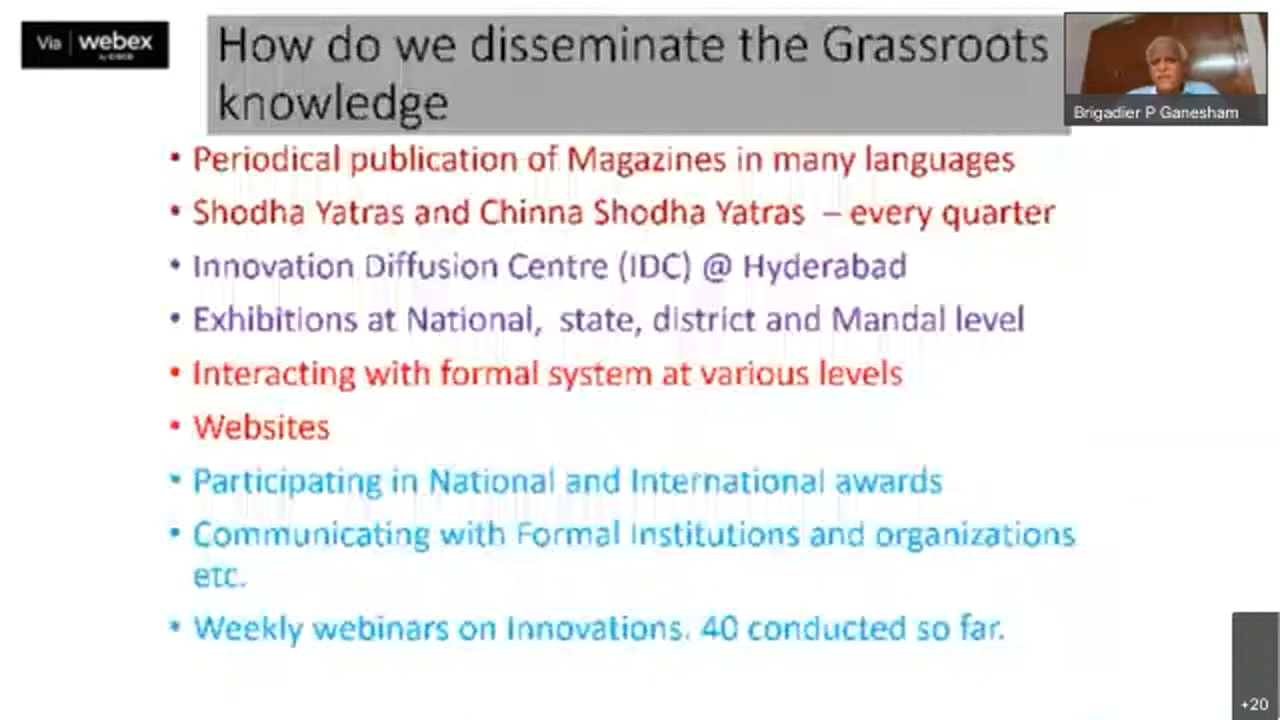 Via webex
by CISCO
How do we disseminate the Grassroots
knowledge
Brigadier P Ganesham
• Periodical publication of Magazines in many languages
• Shodha Yatras and Chinna Shodha Yatras – every quarter
• Innovation Diffusion Centre (IDC) @ Hyderabad
• Exhibitions at National, state, district and Mandal level
• Interacting with formal system at various levels
• Websites
• Participating in National and International awards
• Communicating with Formal Institutions and organizations
etc.
• Weekly webinars on Innovations. 40 conducted so far.
+20